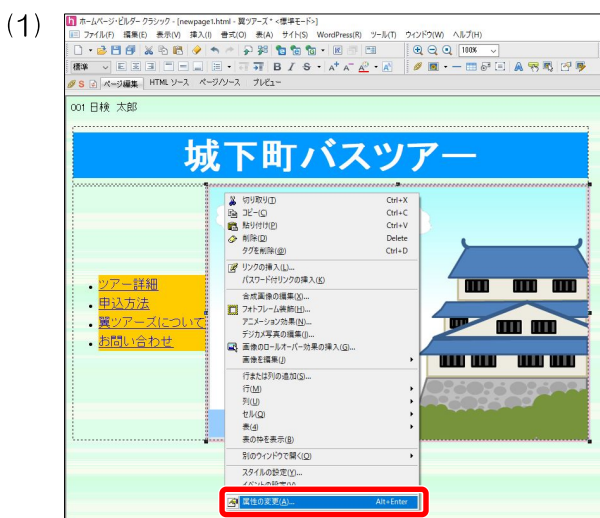 (1)
ホームページ・ビルダー クラシック - [newpage1.html - 翼ツアーズ * <標準モード>]
ファイル(F) 編集(E) 表示(V) 挿入(I) 書式(O) 表(A) サイト(S) WordPress(R) ツール(T) ウィンドウ(W) ヘルプ(H)
100%
標準
ページ編集 HTML ソース ページ/ソース プレビュー
001 日検 太郎
城下町バスツアー
・ツアー詳細
・申込方法
・翼ツアーズについて
・お問い合わせ
切り取り(T) Ctrl+X
コピー(C) Ctrl+C
貼り付け(P) Ctrl+V
削除(D) Delete
タグを削除(@) Ctrl+D
リンクの挿入(L)...
パスワード付リンクの挿入(K)
合成画像の編集(X)...
フォトフレーム装飾(H)...
アニメーション効果(N)...
デジカメ写真の編集(J)...
画像のロールオーバー効果の挿入(G)...
画像を編集(J)
行または列の追加(S)...
行(M)
列(U)
セル(Q)
表(4)
表の枠を表示(B)
別のウィンドウで開く(O)
スタイルの設定(Y)...
属性の変更(A)... Alt+Enter